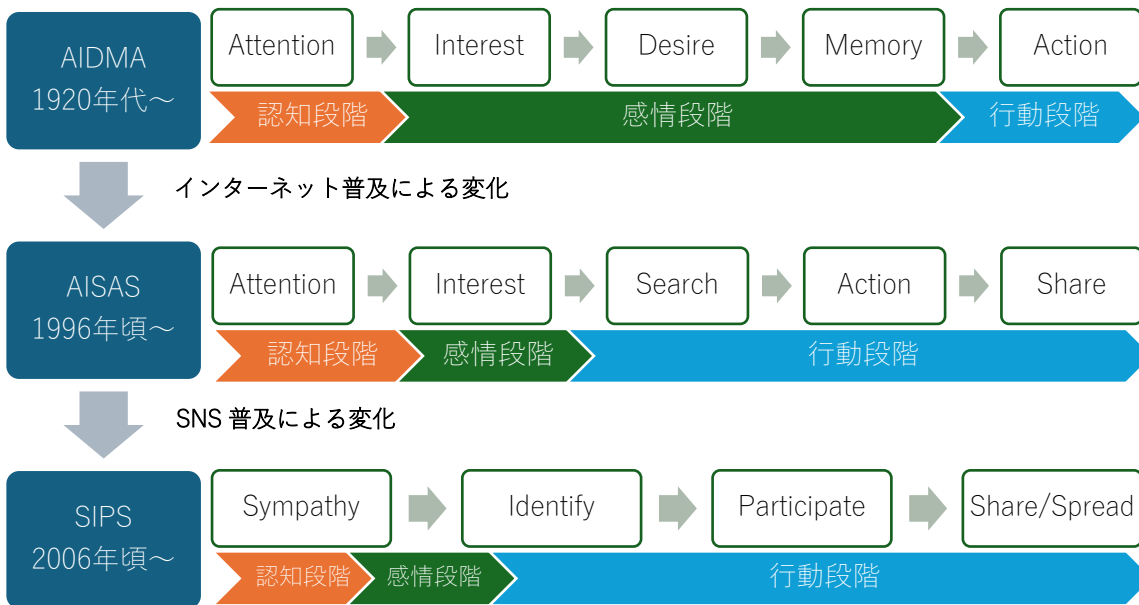 AIDMA
1920年代～
Attention
Interest
Desire
Memory
Action
認知段階
感情段階
行動段階
インターネット普及による変化
AISAS
1996年頃～
Attention
Interest
Search
Action
Share
認知段階
感情段階
行動段階
SNS 普及による変化
SIPS
2006年頃～
Sympathy
Identify
Participate
Share/Spread
認知段階
感情段階
行動段階